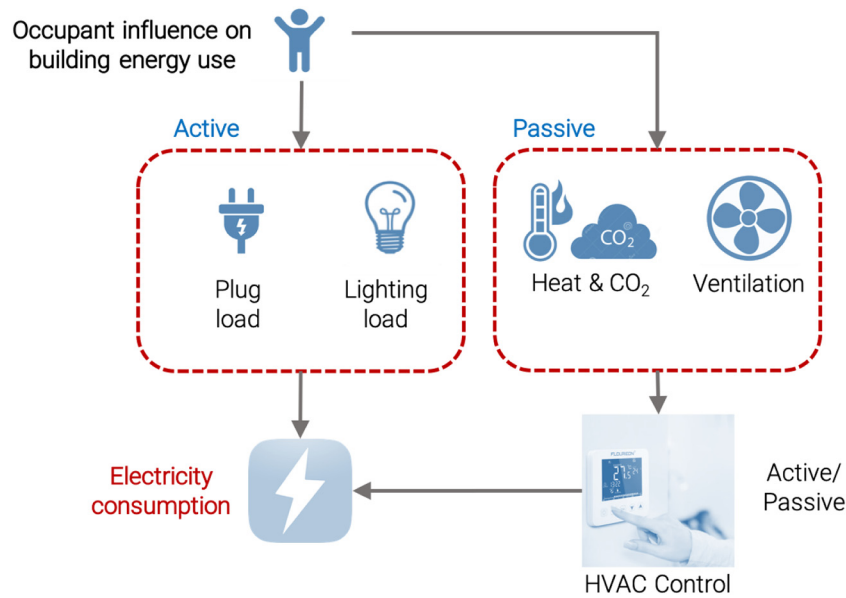 Occupant influence on
building energy use
Active
Passive
CO₂
Plug
load
Lighting
load
Heat & CO₂
Ventilation
Electricity
consumption
Active/
Passive
HVAC Control